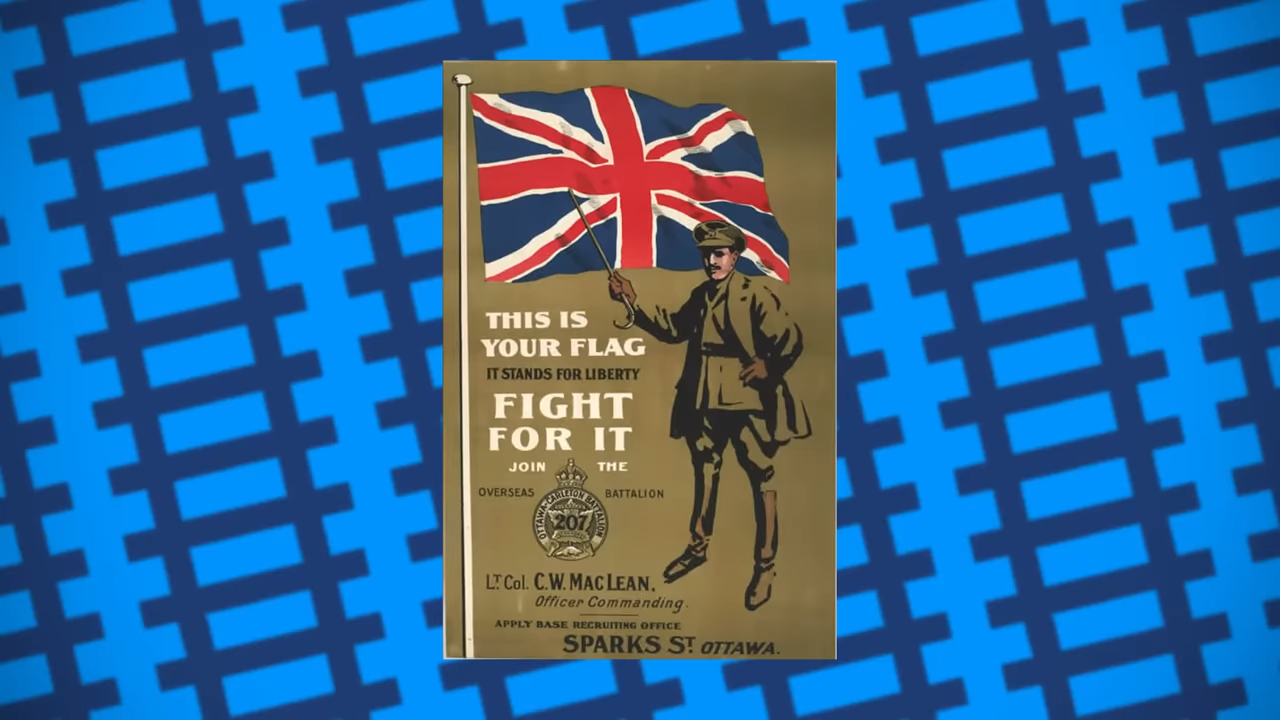 THIS IS
YOUR FLAG
IT STANDS FOR LIBERTY
FIGHT
FOR IT
JOIN THE
OVERSEAS BATTALION
OTTAWA-CARLETON BATTALION
207
LT. COL. C.W. MACLEAN.
Officer Commanding.
APPLY BASE RECRUITING OFFICE
SPARKS ST. OTTAWA.